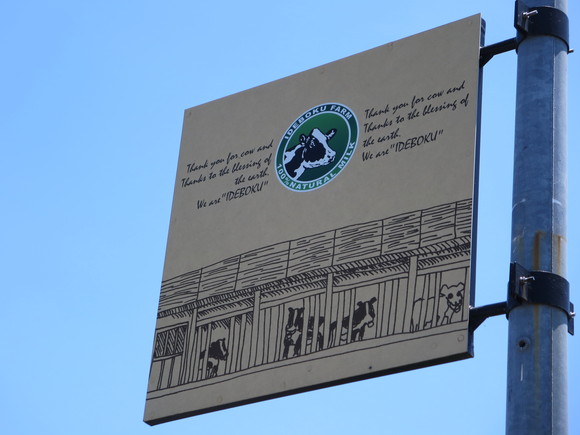 Thank you for cow and
Thanks to the blessing of
the earth.
We are "IDEBOKU"
IDEBOKU FARM
100% NATURAL MILK
Thank you for cow and
Thanks to the blessing of
the earth.
We are "IDEBOKU"